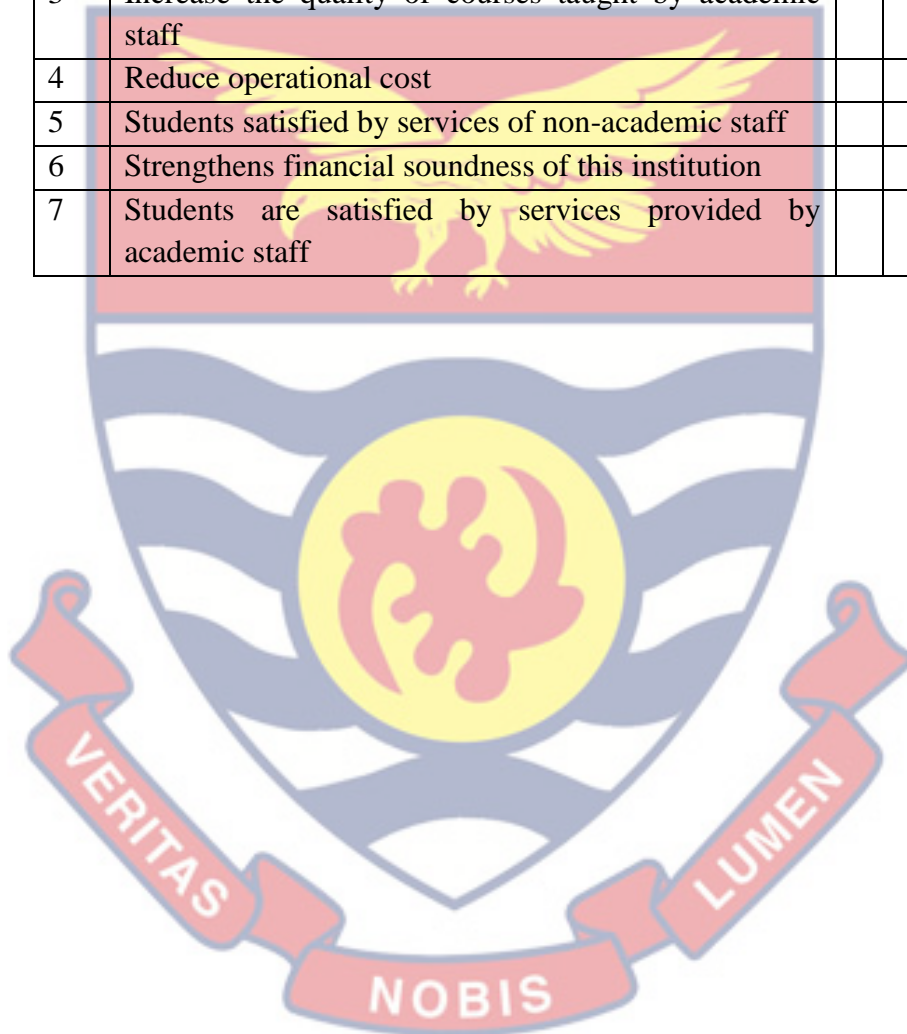 3 Increase the quality of courses taught by academic
staff
4 Reduce operational cost
5 Students satisfied by services of non-academic staff
6 Strengthens financial soundness of this institution
7 Students are satisfied by services provided by
academic staff
VERITAS
NOBIS
LUMEN